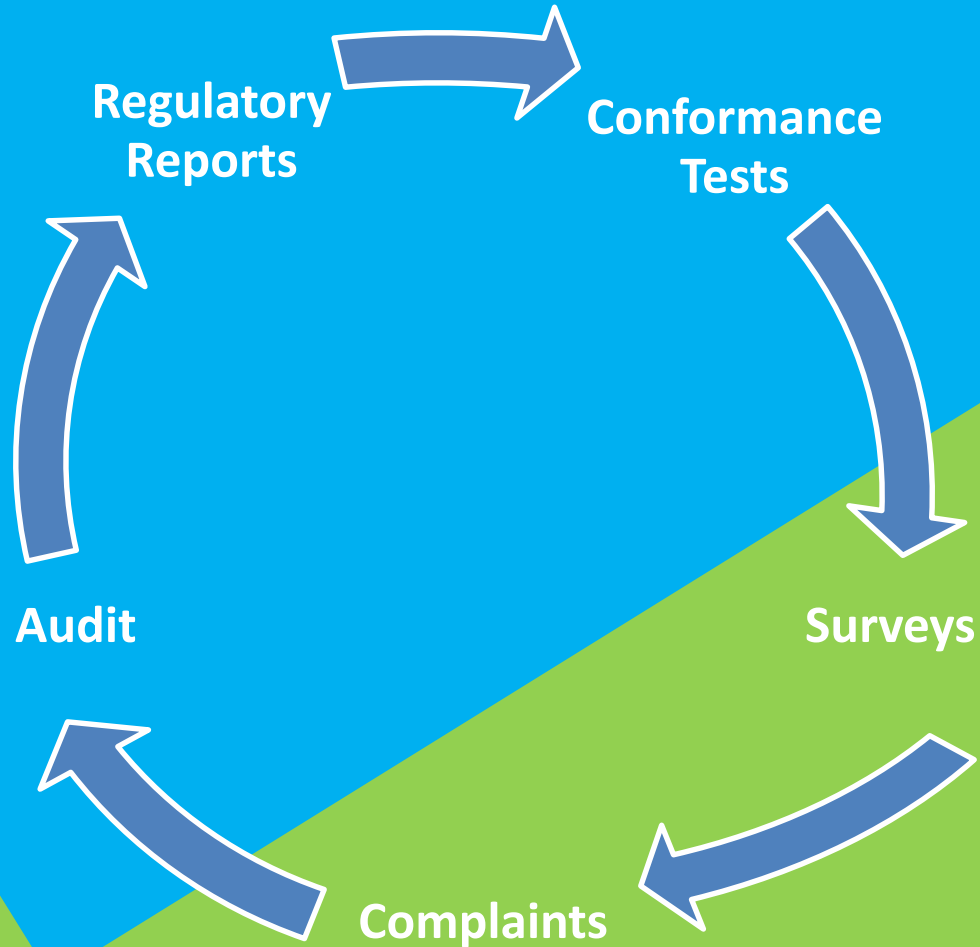 Regulatory
Reports
Conformance
Tests
Surveys
Complaints
Audit